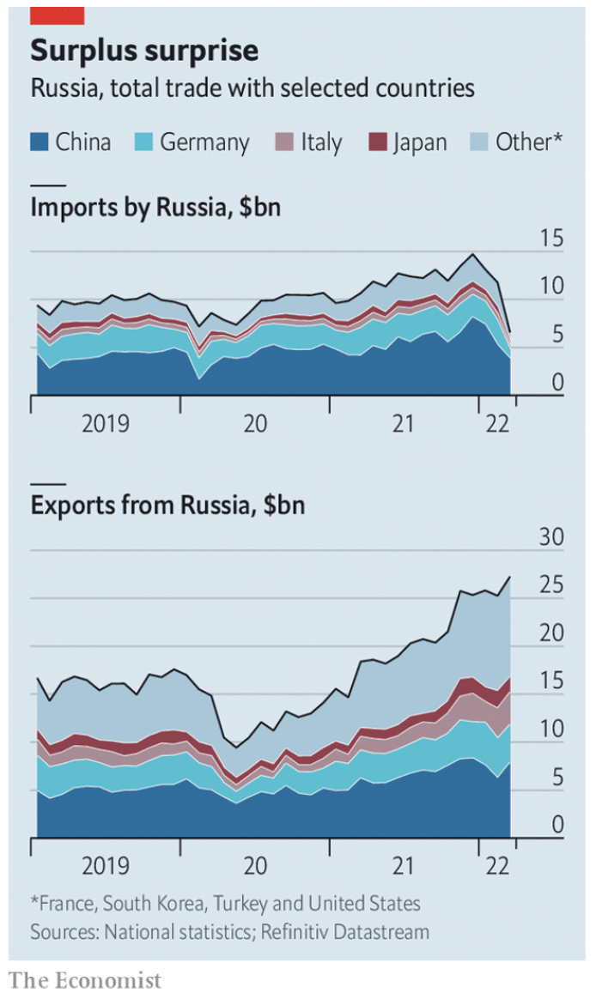 Surplus surprise
Russia, total trade with selected countries
China Germany Italy Japan Other*
Imports by Russia, $bn
15
10
5
0
2019 20 21 22
Exports from Russia, $bn
30
25
20
15
10
5
0
2019 20 21 22
*France, South Korea, Turkey and United States
Sources: National statistics; Refinitiv Datastream
The Economist